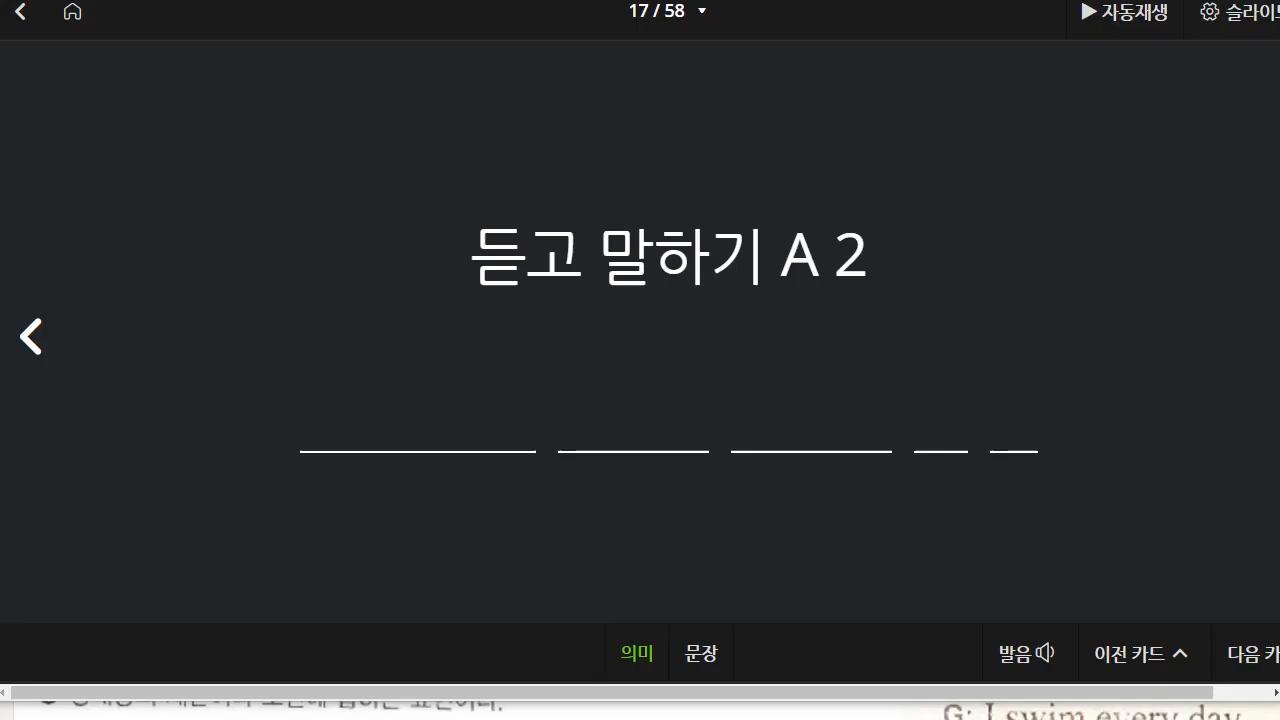 17 / 58
자동재생
슬라이
듣고 말하기 A 2
의미
문장
발음
이전 카드
다음 카
G: I swim every day